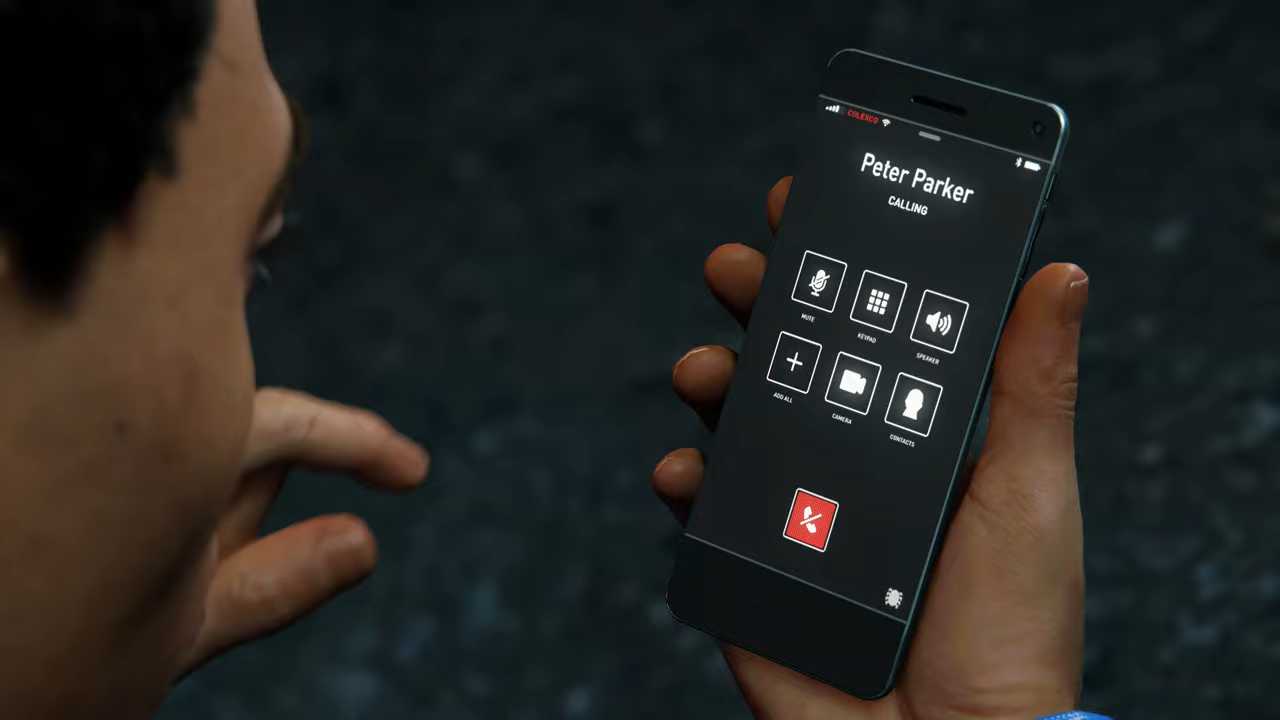 COLEXCO
Peter Parker
CALLING
MUTE
KEYPAD
SPEAKER
ADD ALL
CAMERA
CONTACTS